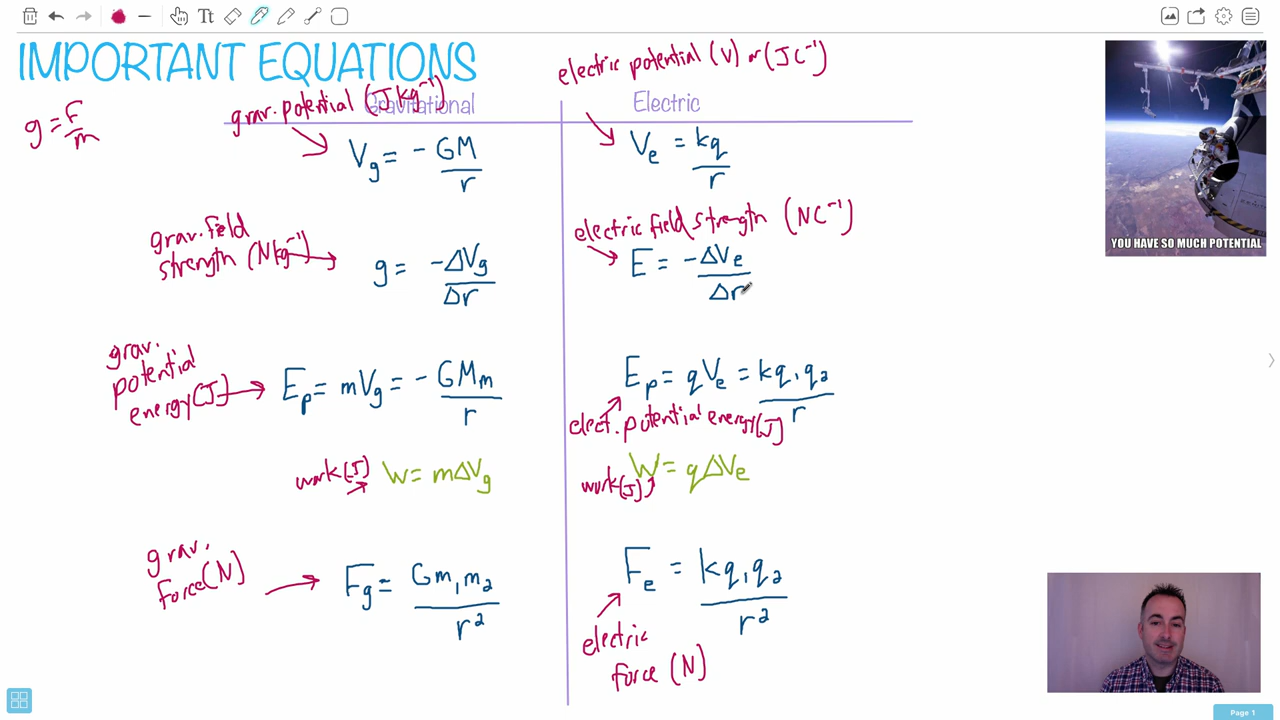 IMPORTANT EQUATIONS
g = F/m
grav. potential (J kg⁻¹)
Gravitational
electric potential (V) or (J C⁻¹)
Electric
Vg = - GM/r
Ve = kq/r
grav. field
strength (N kg⁻¹)
g = -ΔVg/Δr
electric field strength (NC⁻¹)
E = -ΔVe/Δr
grav.
potential
energy (J)
Ep = mVg = - GMm/r
Ep = qVe = kq₁q₂/r
elect. potential energy (J)
work (J)
W = mΔVg
work (J)
W = qΔVe
grav.
force (N)
Fg = Gm₁m₂/r²
Fe = kq₁q₂/r²
electric
force (N)
YOU HAVE SO MUCH POTENTIAL
Tt
Page 1